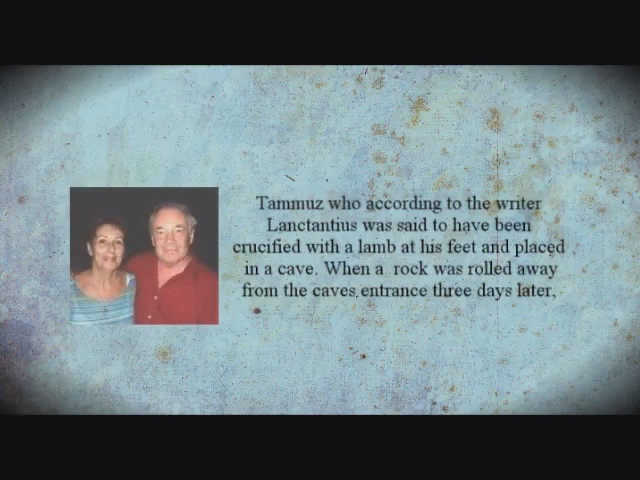 Tammuz who according to the writer
Lanctantius was said to have been
crucified with a lamb at his feet and placed
in a cave. When a rock was rolled away
from the caves entrance three days later,